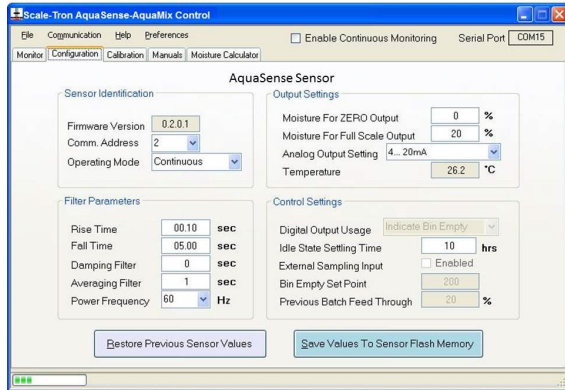 Scale-Tron AquaSense-AquaMix Control
File Communication Help Preferences
Enable Continuous Monitoring Serial Port COM15
Monitor Configuration Calibration Manuals Moisture Calculator
AquaSense Sensor
Sensor Identification
Firmware Version 0.2.0.1
Comm. Address 2
Operating Mode Continuous
Output Settings
Moisture For ZERO Output 0 %
Moisture For Full Scale Output 20 %
Analog Output Setting 4... 20mA
Temperature 26.2 °C
Filter Parameters
Rise Time 00.10 sec
Fall Time 05.00 sec
Damping Filter 0 sec
Averaging Filter 1 sec
Power Frequency 60 Hz
Control Settings
Digital Output Usage Indicate Bin Empty
Idle State Settling Time 10 hrs
External Sampling Input Enabled
Bin Empty Set Point 200
Previous Batch Feed Through 20 %
Restore Previous Sensor Values
Save Values To Sensor Flash Memory